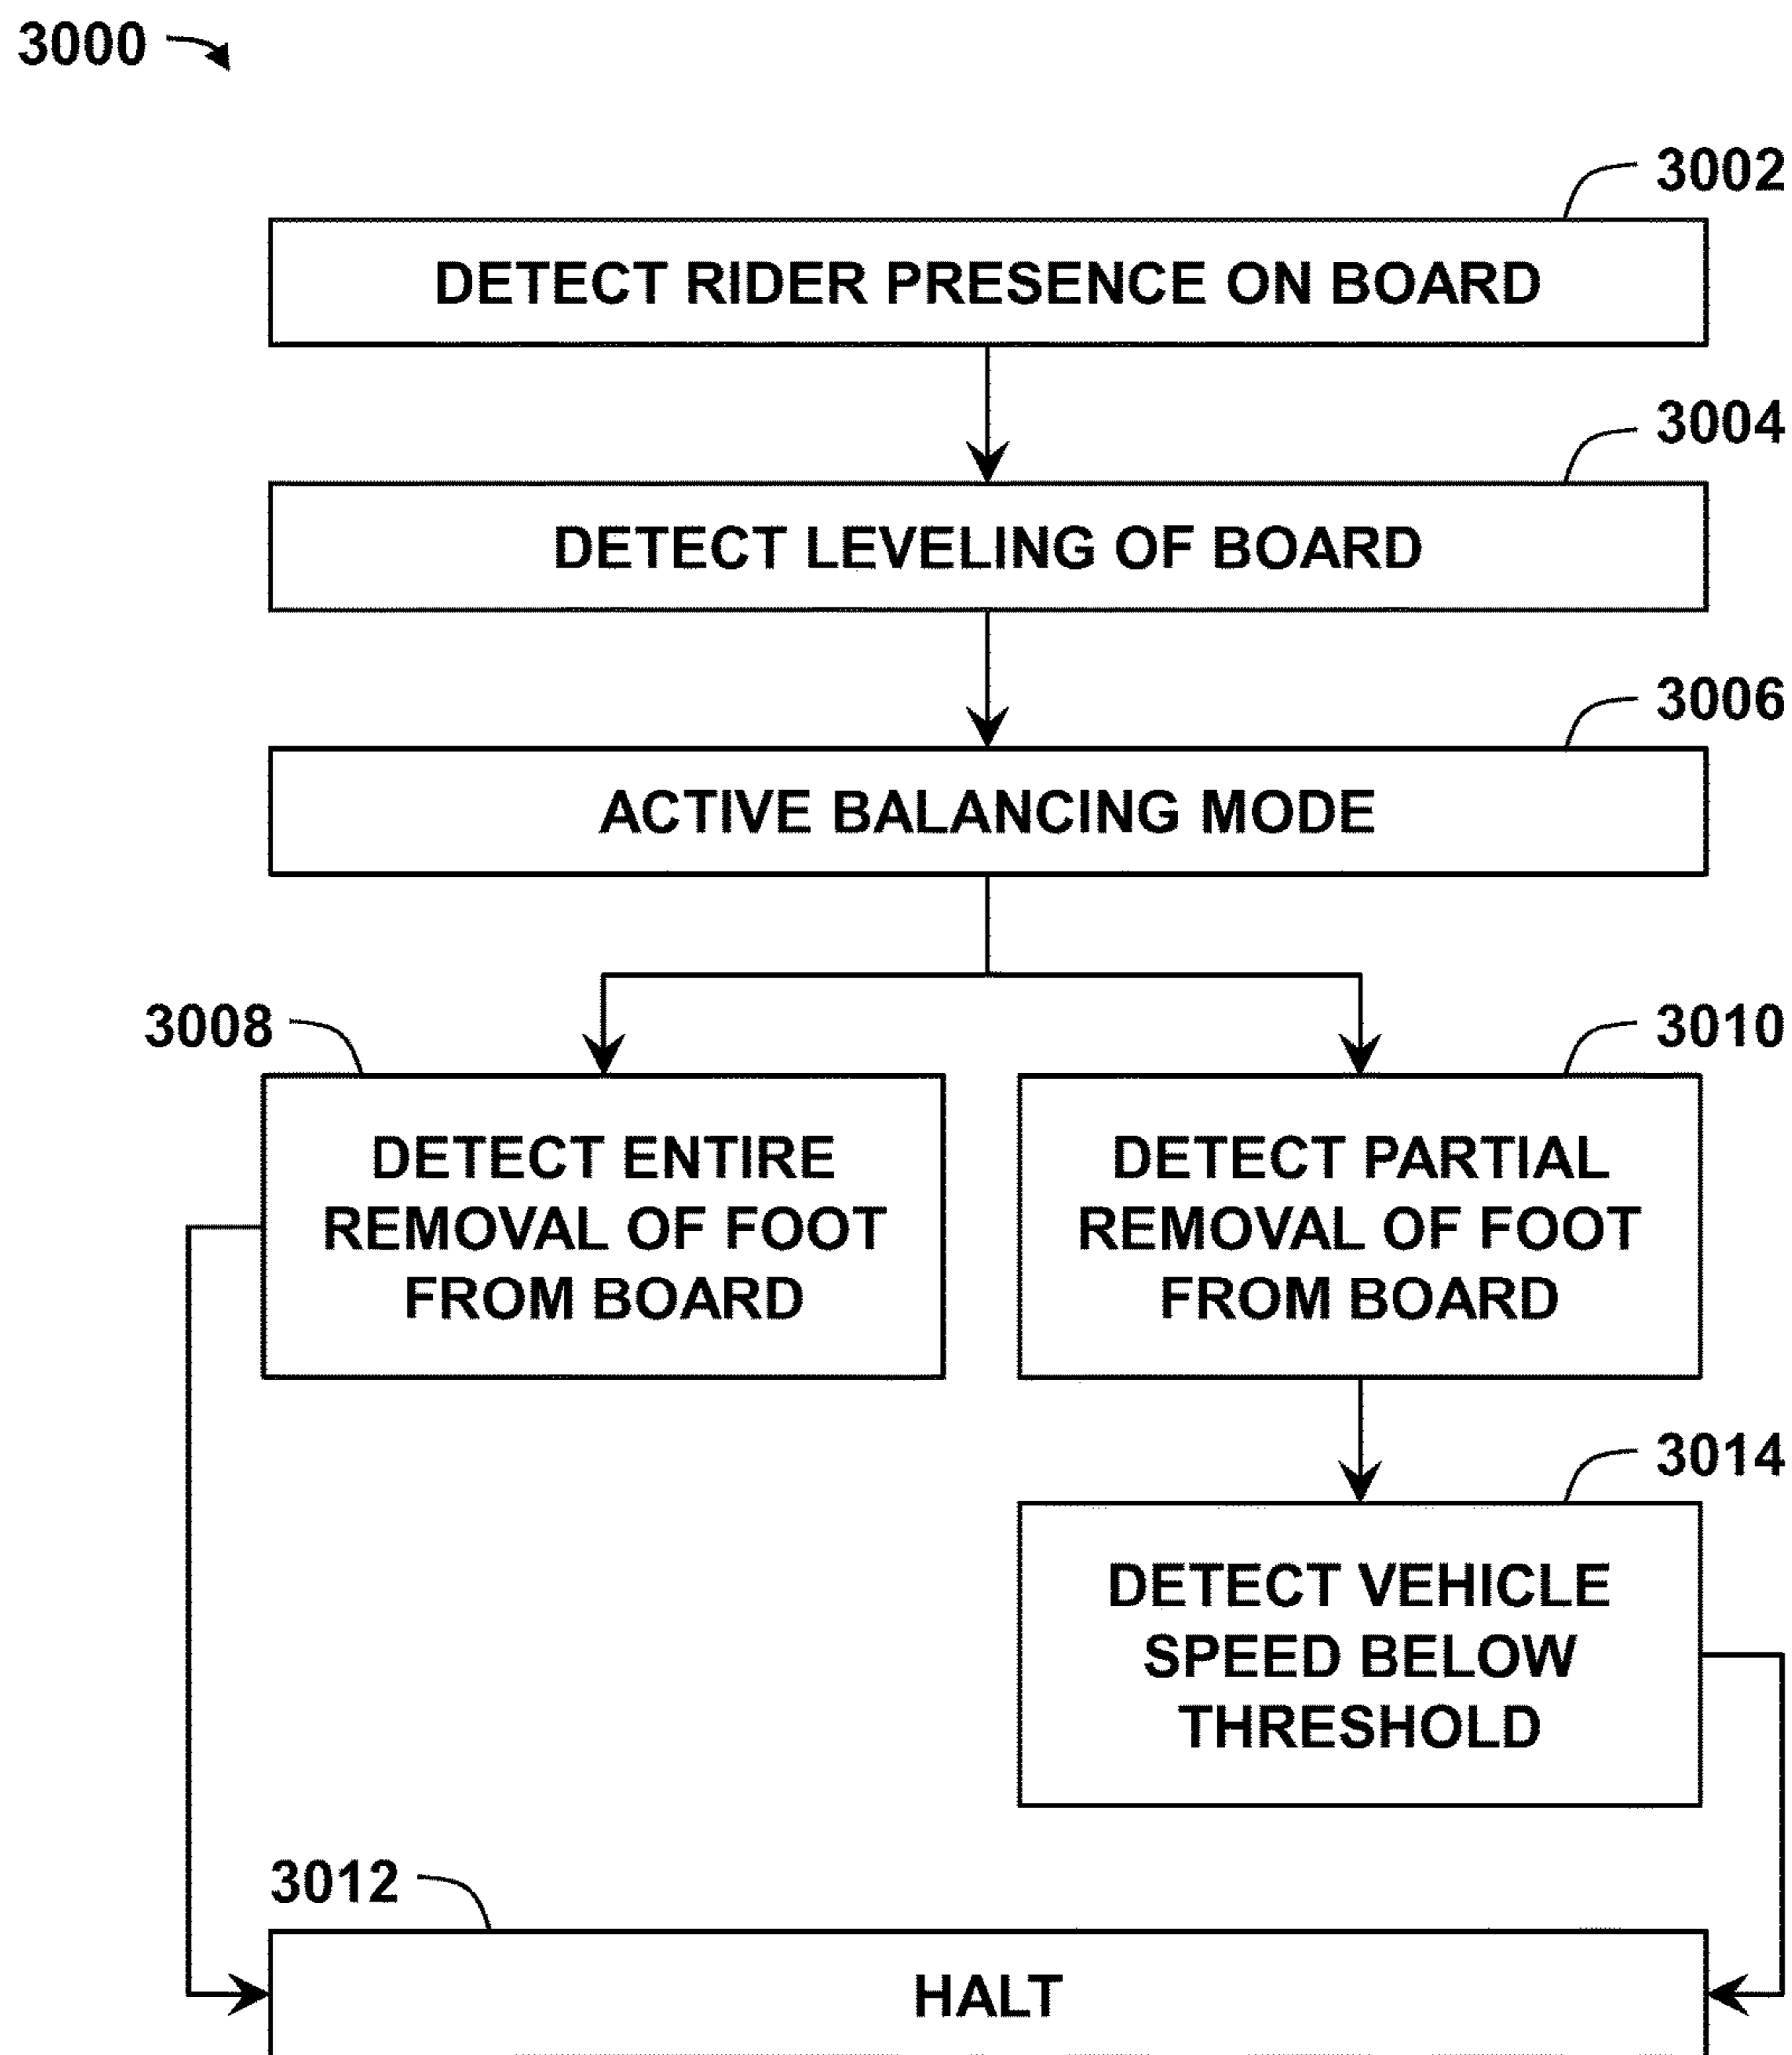 3000
3002
DETECT RIDER PRESENCE ON BOARD
3004
DETECT LEVELING OF BOARD
3006
ACTIVE BALANCING MODE
3008
3010
DETECT ENTIRE
REMOVAL OF FOOT
FROM BOARD
DETECT PARTIAL
REMOVAL OF FOOT
FROM BOARD
3014
DETECT VEHICLE
SPEED BELOW
THRESHOLD
3012
HALT